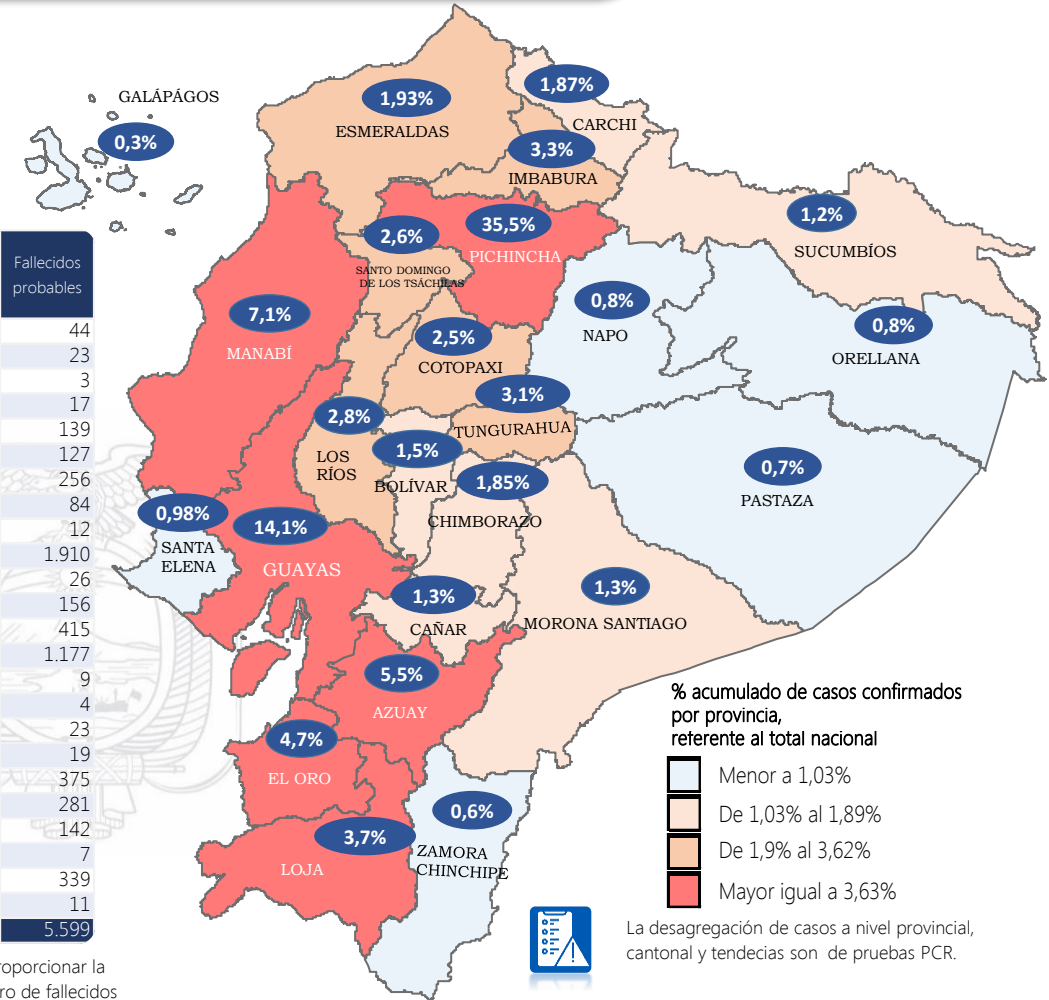 GALÁPÁGOS
0,3%
1,93%
ESMERALDAS
1,87%
CARCHI
3,3%
IMBABURA
1,2%
SUCUMBÍOS
2,6%
SANTO DOMINGO
DE LOS TSÁCHILAS
35,5%
PICHINCHA
7,1%
MANABÍ
0,8%
NAPO
0,8%
ORELLANA
2,5%
COTOPAXI
3,1%
TUNGURAHUA
2,8%
LOS
RÍOS
1,5%
BOLÍVAR
1,85%
CHIMBORAZO
0,7%
PASTAZA
0,98%
SANTA
ELENA
14,1%
GUAYAS
1,3%
CAÑAR
1,3%
MORONA SANTIAGO
5,5%
AZUAY
4,7%
EL ORO
3,7%
LOJA
0,6%
ZAMORA
CHINCHIPE
Fallecidos
probables
44
23
3
17
139
127
256
84
12
1.910
26
156
415
1.177
9
4
23
19
375
281
142
7
339
11
5.599
roporcionar la
ro de fallecidos
% acumulado de casos confirmados
por provincia,
referente al total nacional
Menor a 1,03%
De 1,03% al 1,89%
De 1,9% al 3,62%
Mayor igual a 3,63%
La desagregación de casos a nivel provincial,
cantonal y tendecias son de pruebas PCR.